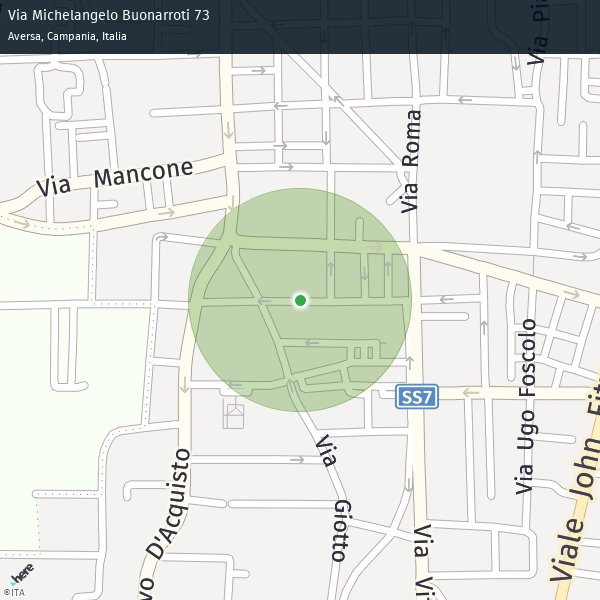 Via Michelangelo Buonarroti 73
Aversa, Campania, Italia
Via Pia
Via Roma
Via Mancone
Via Ugo Foscolo
SS7
Via Giotto
vo D'Acquisto
Viale John Fit
Via Vi
here
©ITA